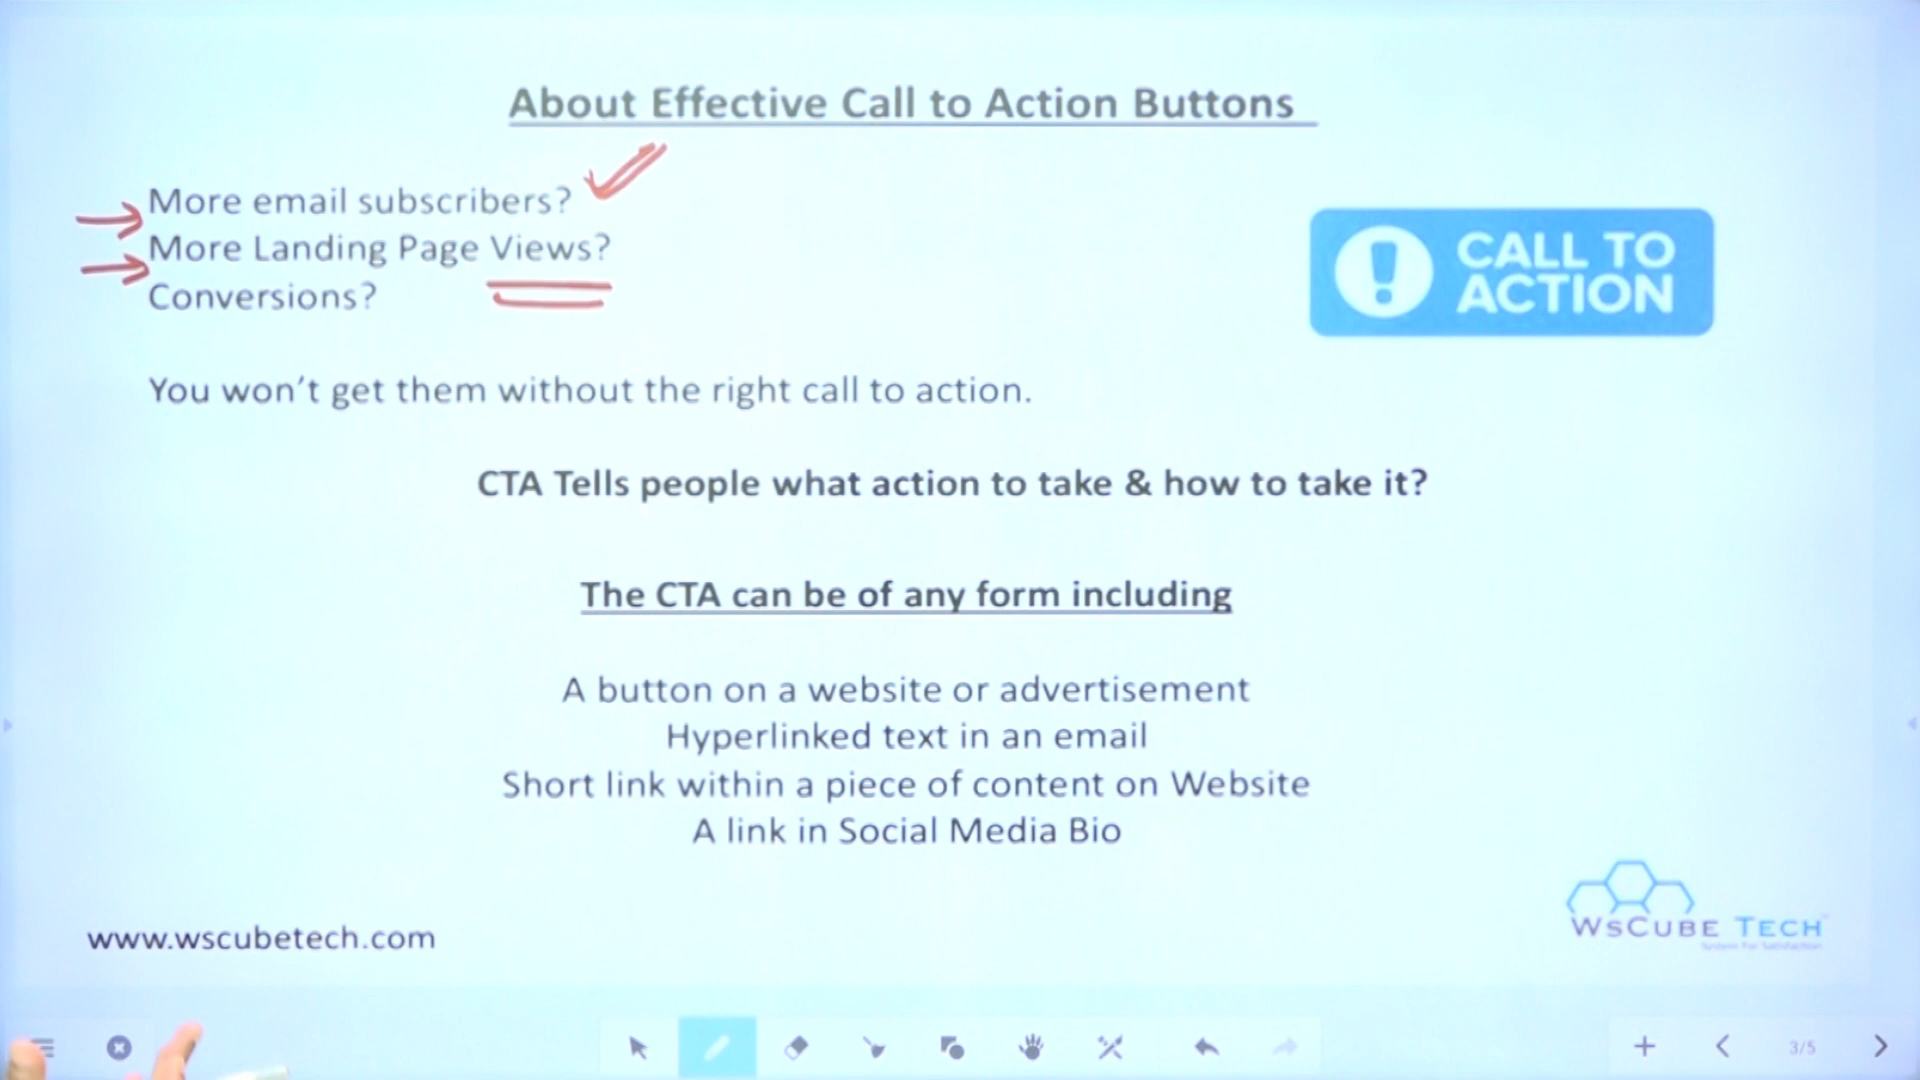 About Effective Call to Action Buttons
More email subscribers?
More Landing Page Views?
Conversions?
CALL TO
ACTION
You won't get them without the right call to action.
CTA Tells people what action to take & how to take it?
The CTA can be of any form including
A button on a website or advertisement
Hyperlinked text in an email
Short link within a piece of content on Website
A link in Social Media Bio
www.wscubetech.com
WSCUBE TECH
System For Satisfaction
3/5